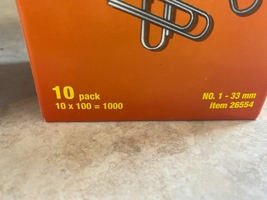 10 pack
10 x 100 = 1000
NO. 1 - 33 mm
Item 26554